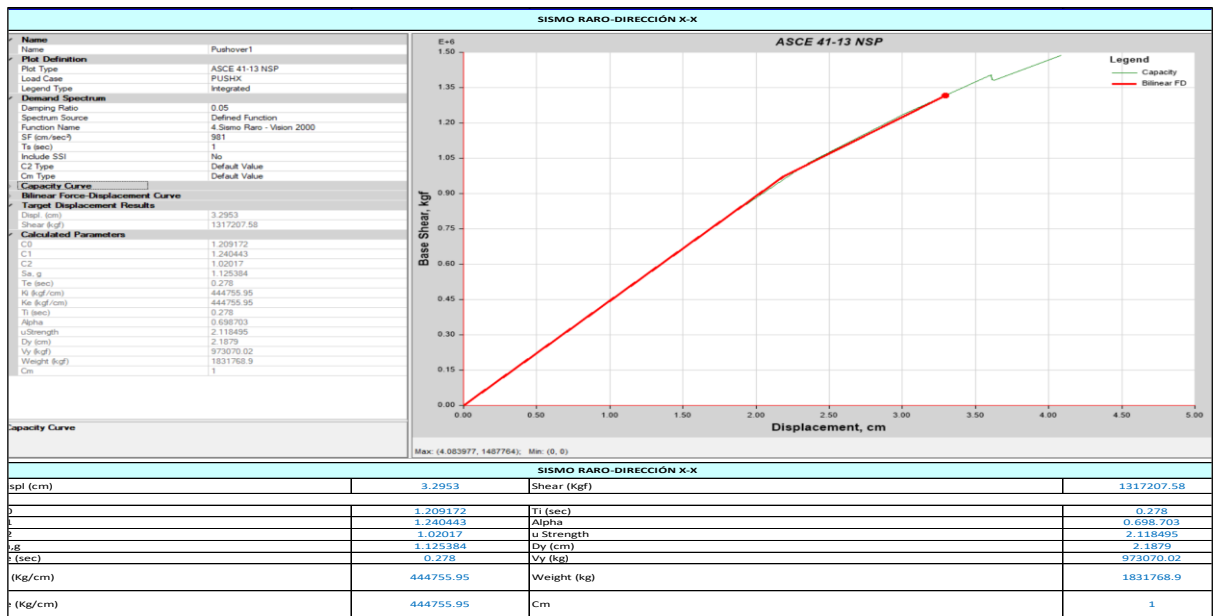 SISMO RARO-DIRECCIÓN X-X
Name
Name Pushover1
Plot Definition
Plot Type ASCE 41-13 NSP
Load Case PUSHX
Legend Type Integrated
Demand Spectrum
Damping Ratio 0.05
Spectrum Source Defined Function
Function Name 4.Sismo Raro - Vision 2000
SF (cm/sec²) 981
Ts (sec) 1
Include SSI No
C2 Type Default Value
Cm Type Default Value
Capacity Curve
Bilinear Force-Displacement Curve
Target Displacement Results
Displ. (cm) 3.2953
Shear (kgf) 1317207.58
Calculated Parameters
C0 1.209172
C1 1.240443
C2 1.02017
Sa, g 1.125384
Te (sec) 0.278
Ki (kgf/cm) 444755.95
Ke (kgf/cm) 444755.95
Ti (sec) 0.278
Alpha 0.698703
uStrength 2.118495
Dy (cm) 2.1879
Vy (kgf) 973070.02
Weight (kgf) 1831768.9
Cm 1
Capacity Curve
ASCE 41-13 NSP
E+6
1.50
1.35
1.20
1.05
0.90
0.75
0.60
0.45
0.30
0.15
0.00
Base Shear, kgf
Legend
Capacity
Bilinear FD
0.00 0.50 1.00 1.50 2.00 2.50 3.00 3.50 4.00 4.50 5.00
Displacement, cm
Max: (4.083977, 1487764); Min: (0, 0)
SISMO RARO-DIRECCIÓN X-X
spl (cm) 3.2953 Shear (Kgf) 1317207.58
1.209172 Ti (sec) 0.278
1.240443 Alpha 0.698.703
1.02017 u Strength 2.118495
,g 1.125384 Dy (cm) 2.1879
(sec) 0.278 Vy (kg) 973070.02
(Kg/cm) 444755.95 Weight (kg) 1831768.9
(Kg/cm) 444755.95 Cm 1